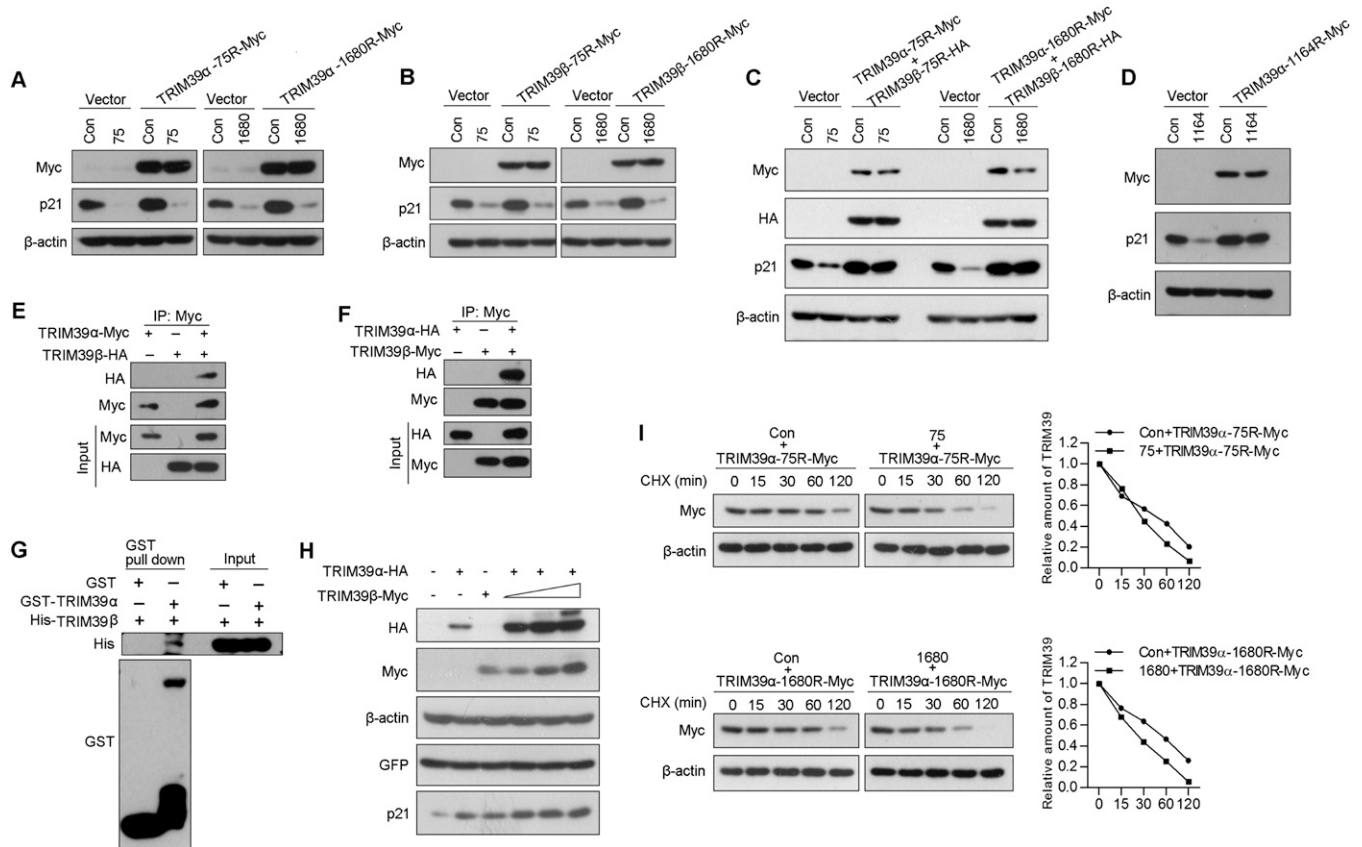 A
TRIM39α -75R-Myc
TRIM39α -1680R-Myc
Vector
Vector
Con
75
Con
75
Con
1680
Con
1680
Myc
p21
β-actin
B
TRIM39β-75R-Myc
TRIM39β-1680R-Myc
Vector
Vector
Con
75
Con
75
Con
1680
Con
1680
Myc
p21
β-actin
C
TRIM39α-75R-Myc
+
TRIM39β-75R-HA
TRIM39α-1680R-Myc
+
TRIM39β-1680R-HA
Vector
Vector
Con
75
Con
75
Con
1680
Con
1680
Myc
HA
p21
β-actin
D
TRIM39α-1164R-Myc
Vector
Con
1164
Con
1164
Myc
p21
β-actin
E
IP: Myc
TRIM39α-Myc + – +
TRIM39β-HA – + +
HA
Myc
Input
Myc
HA
F
IP: Myc
TRIM39α-HA + – +
TRIM39β-Myc – + +
HA
Myc
Input
HA
Myc
G
GST
pull down
Input
GST + – + –
GST-TRIM39α – + – +
His-TRIM39β + + + +
His
GST
H
TRIM39α-HA - + - + + +
TRIM39β-Myc - - +
HA
Myc
β-actin
GFP
p21
I
Con
+
TRIM39α-75R-Myc
75
+
TRIM39α-75R-Myc
CHX (min) 0 15 30 60 120 0 15 30 60 120
Myc
β-actin
Relative amount of TRIM39
1.2
1.0
0.8
0.6
0.4
0.2
0.0
0 15 30 60 120
Con+TRIM39α-75R-Myc
75+TRIM39α-75R-Myc
Con
+
TRIM39α-1680R-Myc
1680
+
TRIM39α-1680R-Myc
CHX (min) 0 15 30 60 120 0 15 30 60 120
Myc
β-actin
Relative amount of TRIM39
1.2
1.0
0.8
0.6
0.4
0.2
0.0
0 15 30 60 120
Con+TRIM39α-1680R-Myc
1680+TRIM39α-1680R-Myc